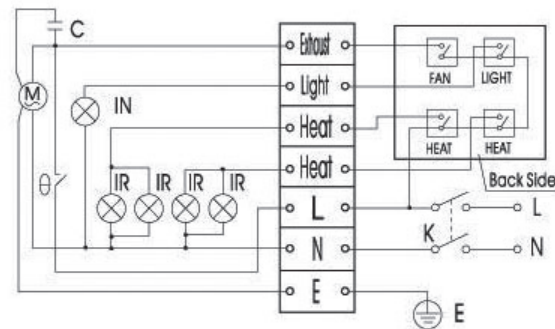 C
Exhaust
FAN
LIGHT
M
IN
Light
Heat
HEAT
HEAT
Heat
Back Side
θ
IR
IR
IR
IR
L
L
K
N
N
E
E